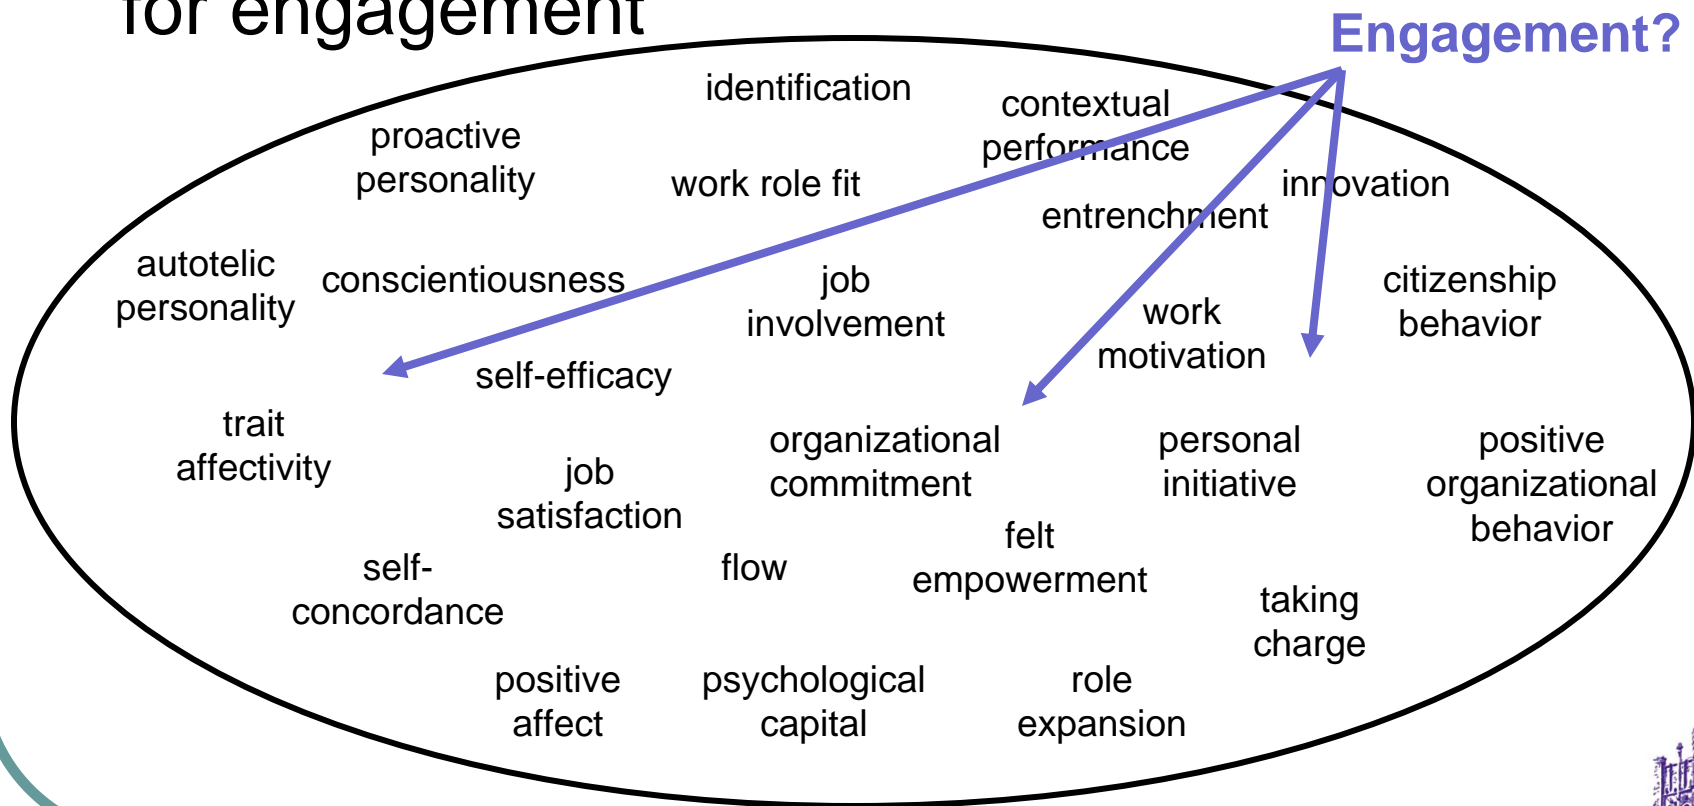 for engagement
Engagement?
identification
contextual
performance
proactive
personality
work role fit
innovation
entrenchment
autotelic
personality
conscientiousness
job
involvement
citizenship
behavior
work
motivation
self-efficacy
trait
affectivity
organizational
commitment
personal
initiative
positive
organizational
behavior
job
satisfaction
felt
empowerment
self-
concordance
flow
taking
charge
positive
affect
psychological
capital
role
expansion